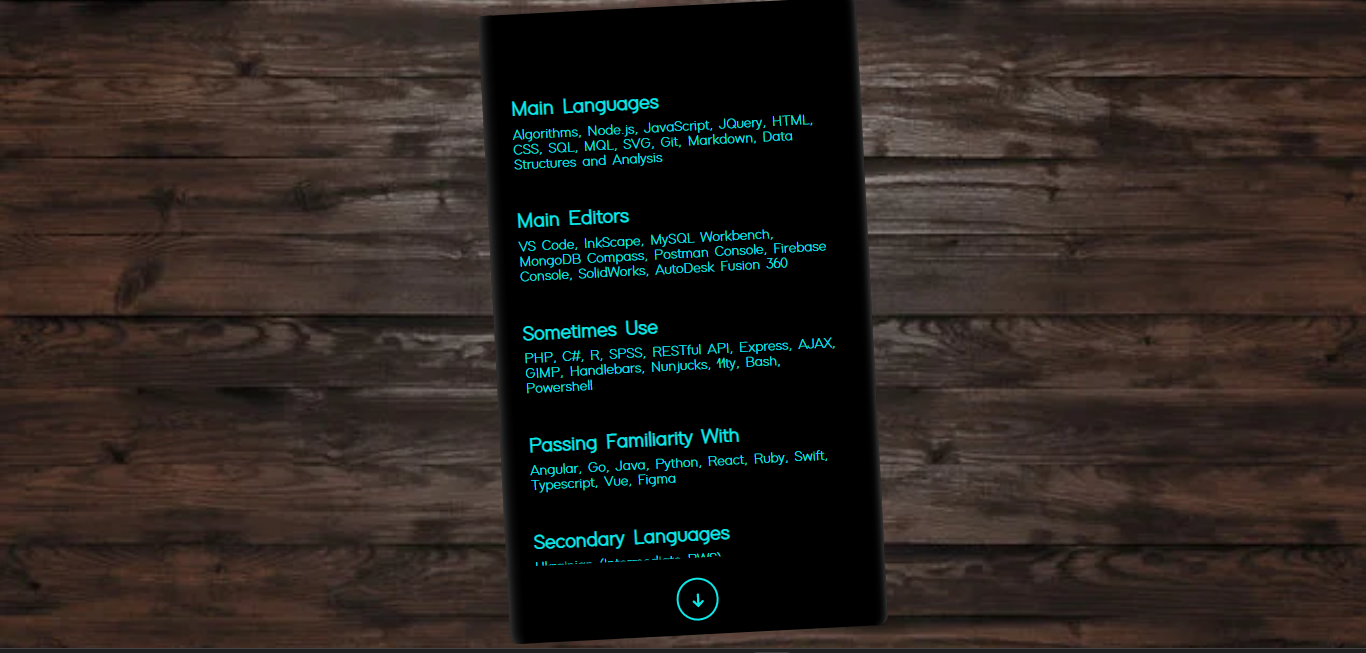 Main Languages
Algorithms, Node.js, JavaScript, JQuery, HTML,
CSS, SQL, MQL, SVG, Git, Markdown, Data
Structures and Analysis
Main Editors
VS Code, InkScape, MySQL Workbench,
MongoDB Compass, Postman Console, Firebase
Console, SolidWorks, AutoDesk Fusion 360
Sometimes Use
PHP, C#, R, SPSS, RESTful API, Express, AJAX,
GIMP, Handlebars, Nunjucks, 11ty, Bash,
Powershell
Passing Familiarity With
Angular, Go, Java, Python, React, Ruby, Swift,
Typescript, Vue, Figma
Secondary Languages
Ukrainian (Intermediate RWS)